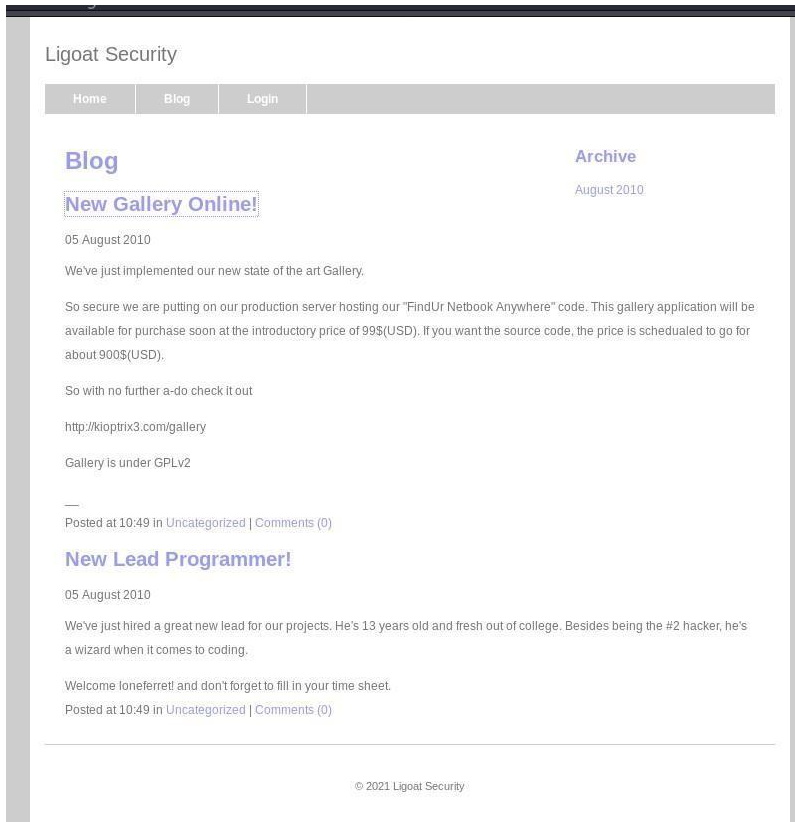 Ligoat Security
Home Blog Login
Blog
New Gallery Online!
05 August 2010
We've just implemented our new state of the art Gallery.
So secure we are putting on our production server hosting our "FindUr Netbook Anywhere" code. This gallery application will be
available for purchase soon at the introductory price of 99$(USD). If you want the source code, the price is schedualed to go for
about 900$(USD).
So with no further a-do check it out
http://kioptrix3.com/gallery
Gallery is under GPLv2
__
Posted at 10:49 in Uncategorized | Comments (0)
New Lead Programmer!
05 August 2010
We've just hired a great new lead for our projects. He's 13 years old and fresh out of college. Besides being the #2 hacker, he's
a wizard when it comes to coding.
Welcome loneferret! and don't forget to fill in your time sheet.
Posted at 10:49 in Uncategorized | Comments (0)
Archive
August 2010
© 2021 Ligoat Security